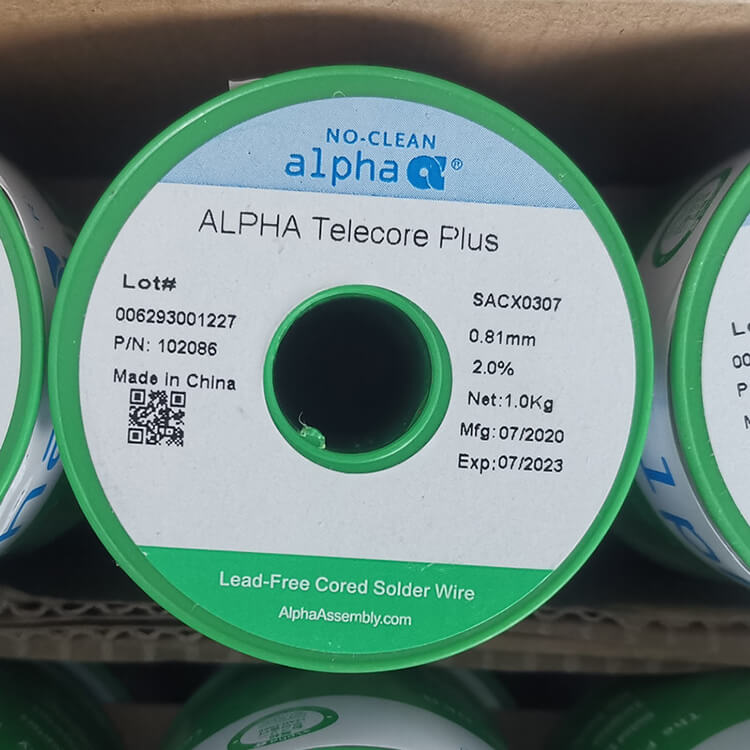 NO-CLEAN
alpha®
ALPHA Telecore Plus
Lot#
006293001227
P/N: 102086
Made in China
SACX0307
0.81mm
2.0%
Net:1.0Kg
Mfg:07/2020
Exp:07/2023
Lead-Free Cored Solder Wire
AlphaAssembly.com